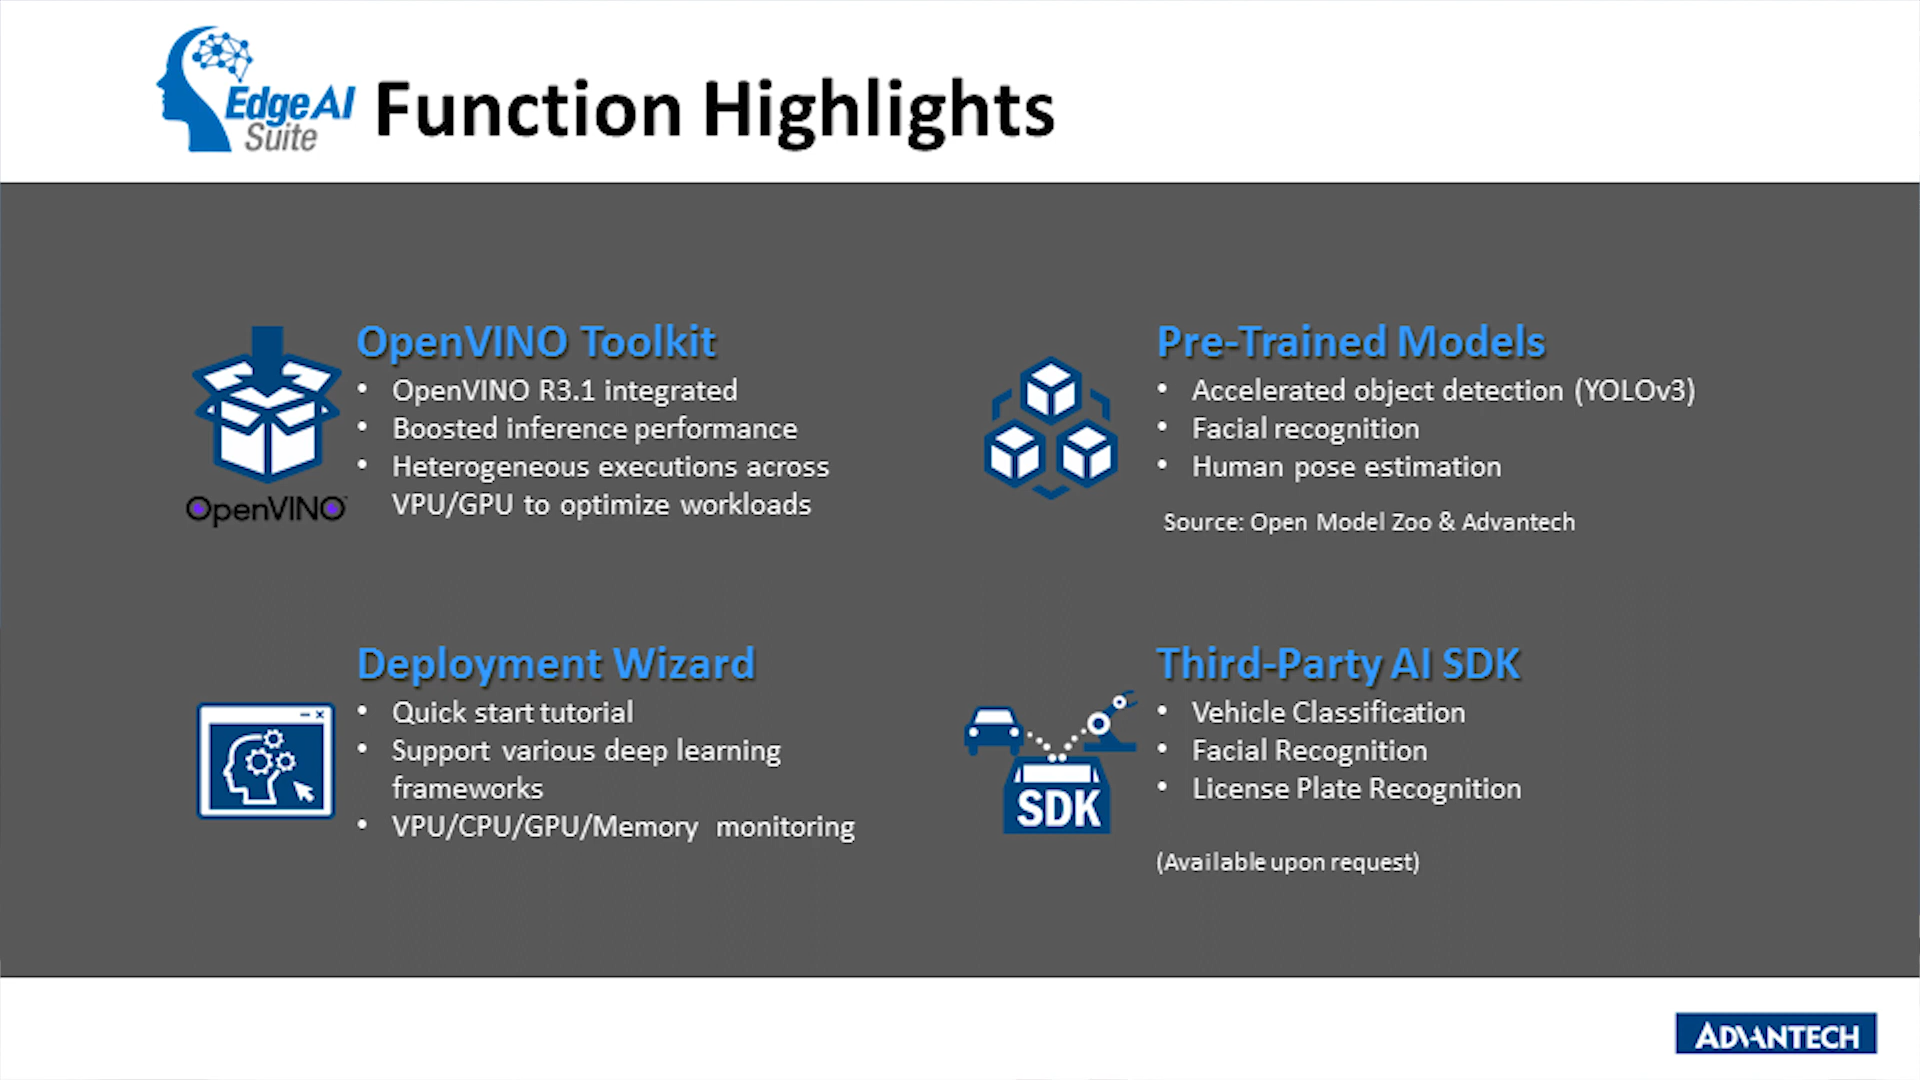 EdgeAI
Suite
Function Highlights
OpenVINO Toolkit
• OpenVINO R3.1 integrated
• Boosted inference performance
• Heterogeneous executions across
VPU/GPU to optimize workloads
OpenVINO
Pre-Trained Models
• Accelerated object detection (YOLOv3)
• Facial recognition
• Human pose estimation
Source: Open Model Zoo & Advantech
Deployment Wizard
• Quick start tutorial
• Support various deep learning
frameworks
• VPU/CPU/GPU/Memory monitoring
Third-Party AI SDK
• Vehicle Classification
• Facial Recognition
• License Plate Recognition
SDK
(Available upon request)
ADVANTECH